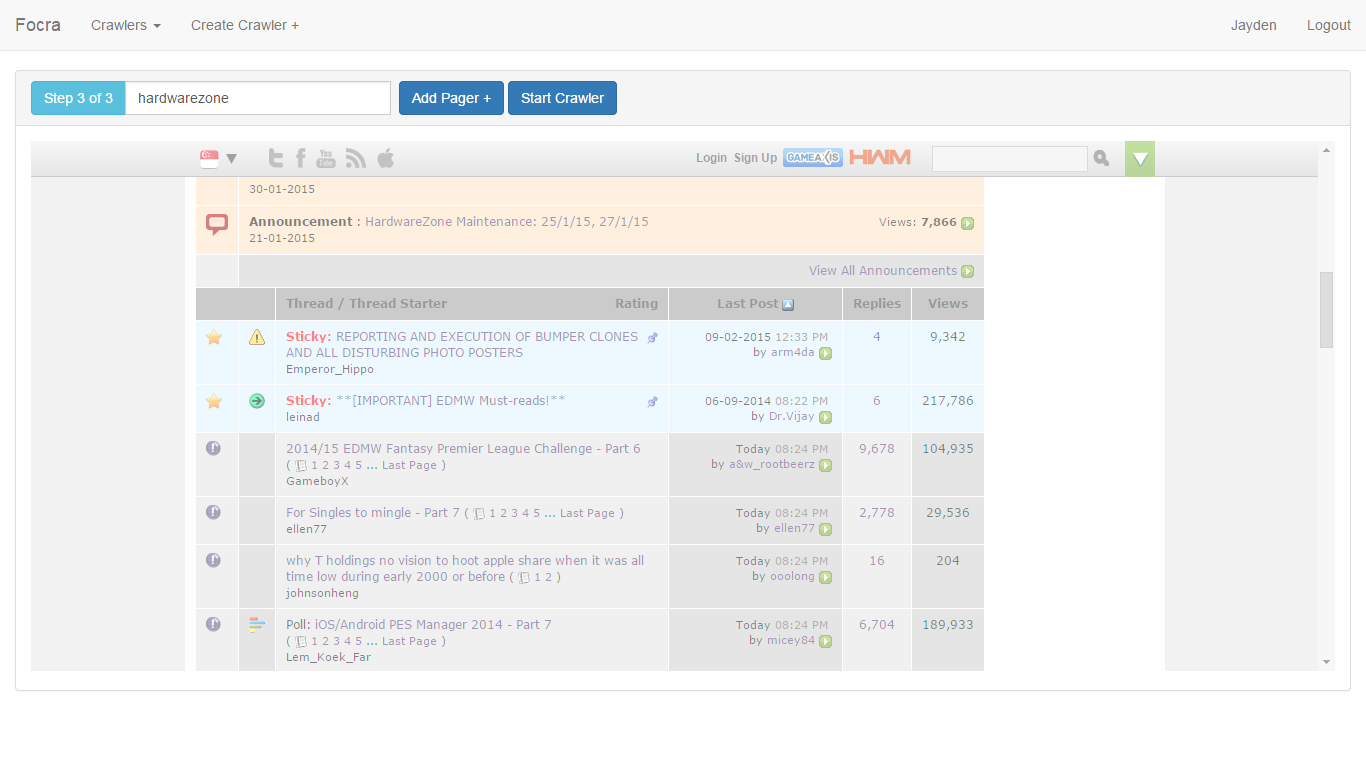 Focra Crawlers Create Crawler + Jayden Logout
Step 3 of 3 hardwarezone Add Pager + Start Crawler
You Tube Login Sign Up GAMEAXIS HWM
30-01-2015
Announcement : HardwareZone Maintenance: 25/1/15, 27/1/15 Views: 7,866
21-01-2015
View All Announcements
Thread / Thread Starter Rating Last Post Replies Views
Sticky: REPORTING AND EXECUTION OF BUMPER CLONES 09-02-2015 12:33 PM 4 9,342
AND ALL DISTURBING PHOTO POSTERS by arm4da
Emperor_Hippo
Sticky: **[IMPORTANT] EDMW Must-reads!** 06-09-2014 08:22 PM 6 217,786
leinad by Dr.Vijay
2014/15 EDMW Fantasy Premier League Challenge - Part 6 Today 08:24 PM 9,678 104,935
( 1 2 3 4 5 ... Last Page ) by a&w_rootbeerz
GameboyX
For Singles to mingle - Part 7 ( 1 2 3 4 5 ... Last Page ) Today 08:24 PM 2,778 29,536
ellen77 by ellen77
why T holdings no vision to hoot apple share when it was all Today 08:24 PM 16 204
time low during early 2000 or before ( 1 2 ) by ooolong
johnsonheng
Poll: iOS/Android PES Manager 2014 - Part 7 Today 08:24 PM 6,704 189,933
( 1 2 3 4 5 ... Last Page ) by micey84
Lem_Koek_Far